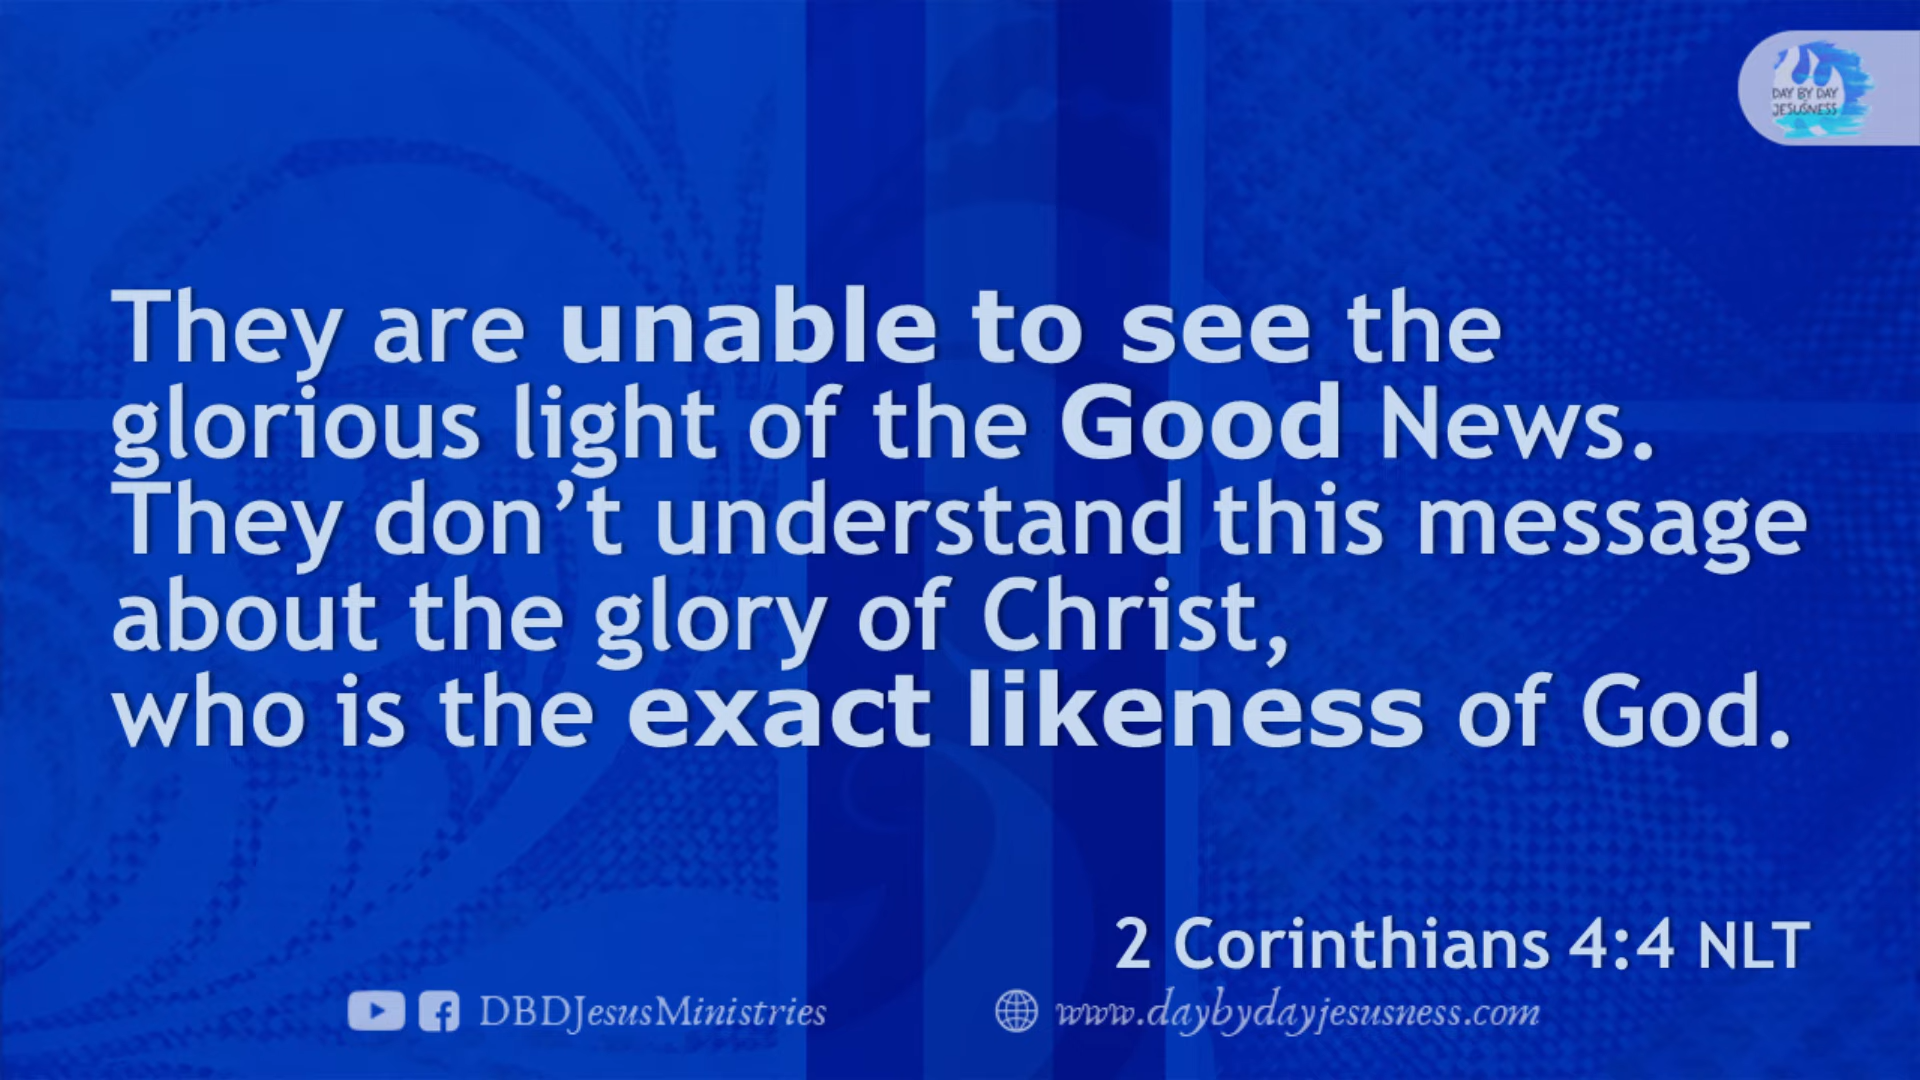 DAY BY DAY
JESUSNESS
They are unable to see the
glorious light of the Good News.
They don’t understand this message
about the glory of Christ,
who is the exact likeness of God.
2 Corinthians 4:4 NLT
DBDJesusMinistries
www.daybydayjesusness.com